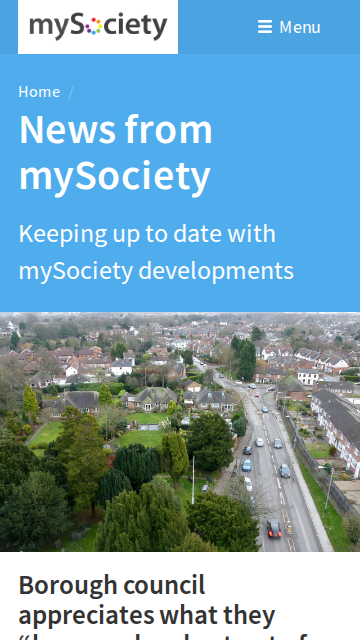 mySociety
Menu
Home /
News from
mySociety
Keeping up to date with
mySociety developments
Borough council
appreciates what they